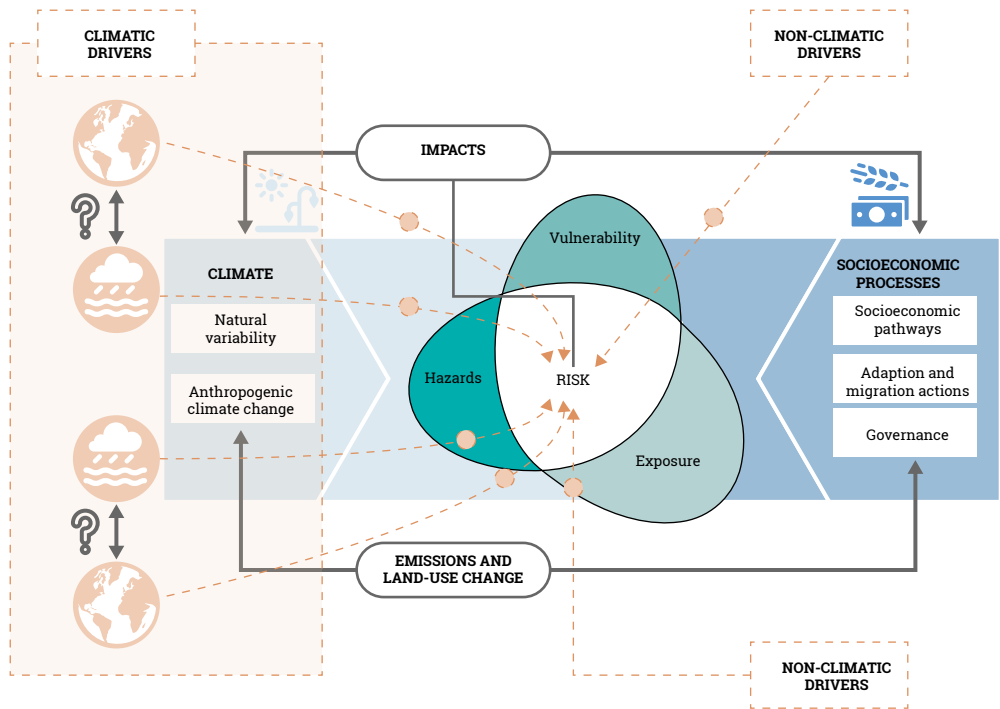 CLIMATIC
DRIVERS
NON-CLIMATIC
DRIVERS
IMPACTS
?
CLIMATE
Natural
variability
Anthropogenic
climate change
Vulnerability
Hazards
RISK
Exposure
SOCIOECONOMIC
PROCESSES
Socioeconomic
pathways
Adaption and
migration actions
Governance
?
EMISSIONS AND
LAND-USE CHANGE
NON-CLIMATIC
DRIVERS